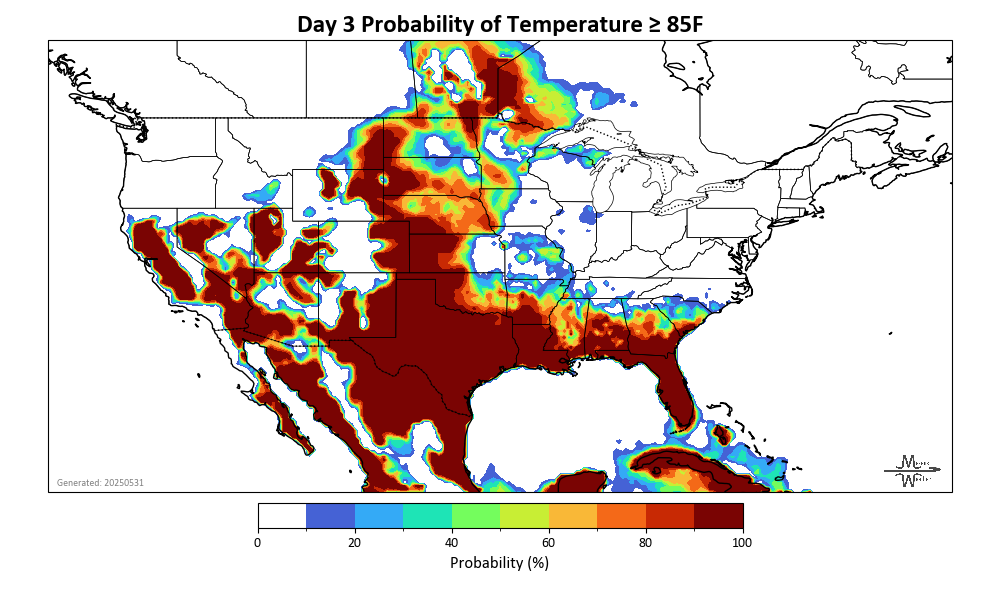 Day 3 Probability of Temperature ≥ 85F
Generated: 20250531
0 20 40 60 80 100
Probability (%)